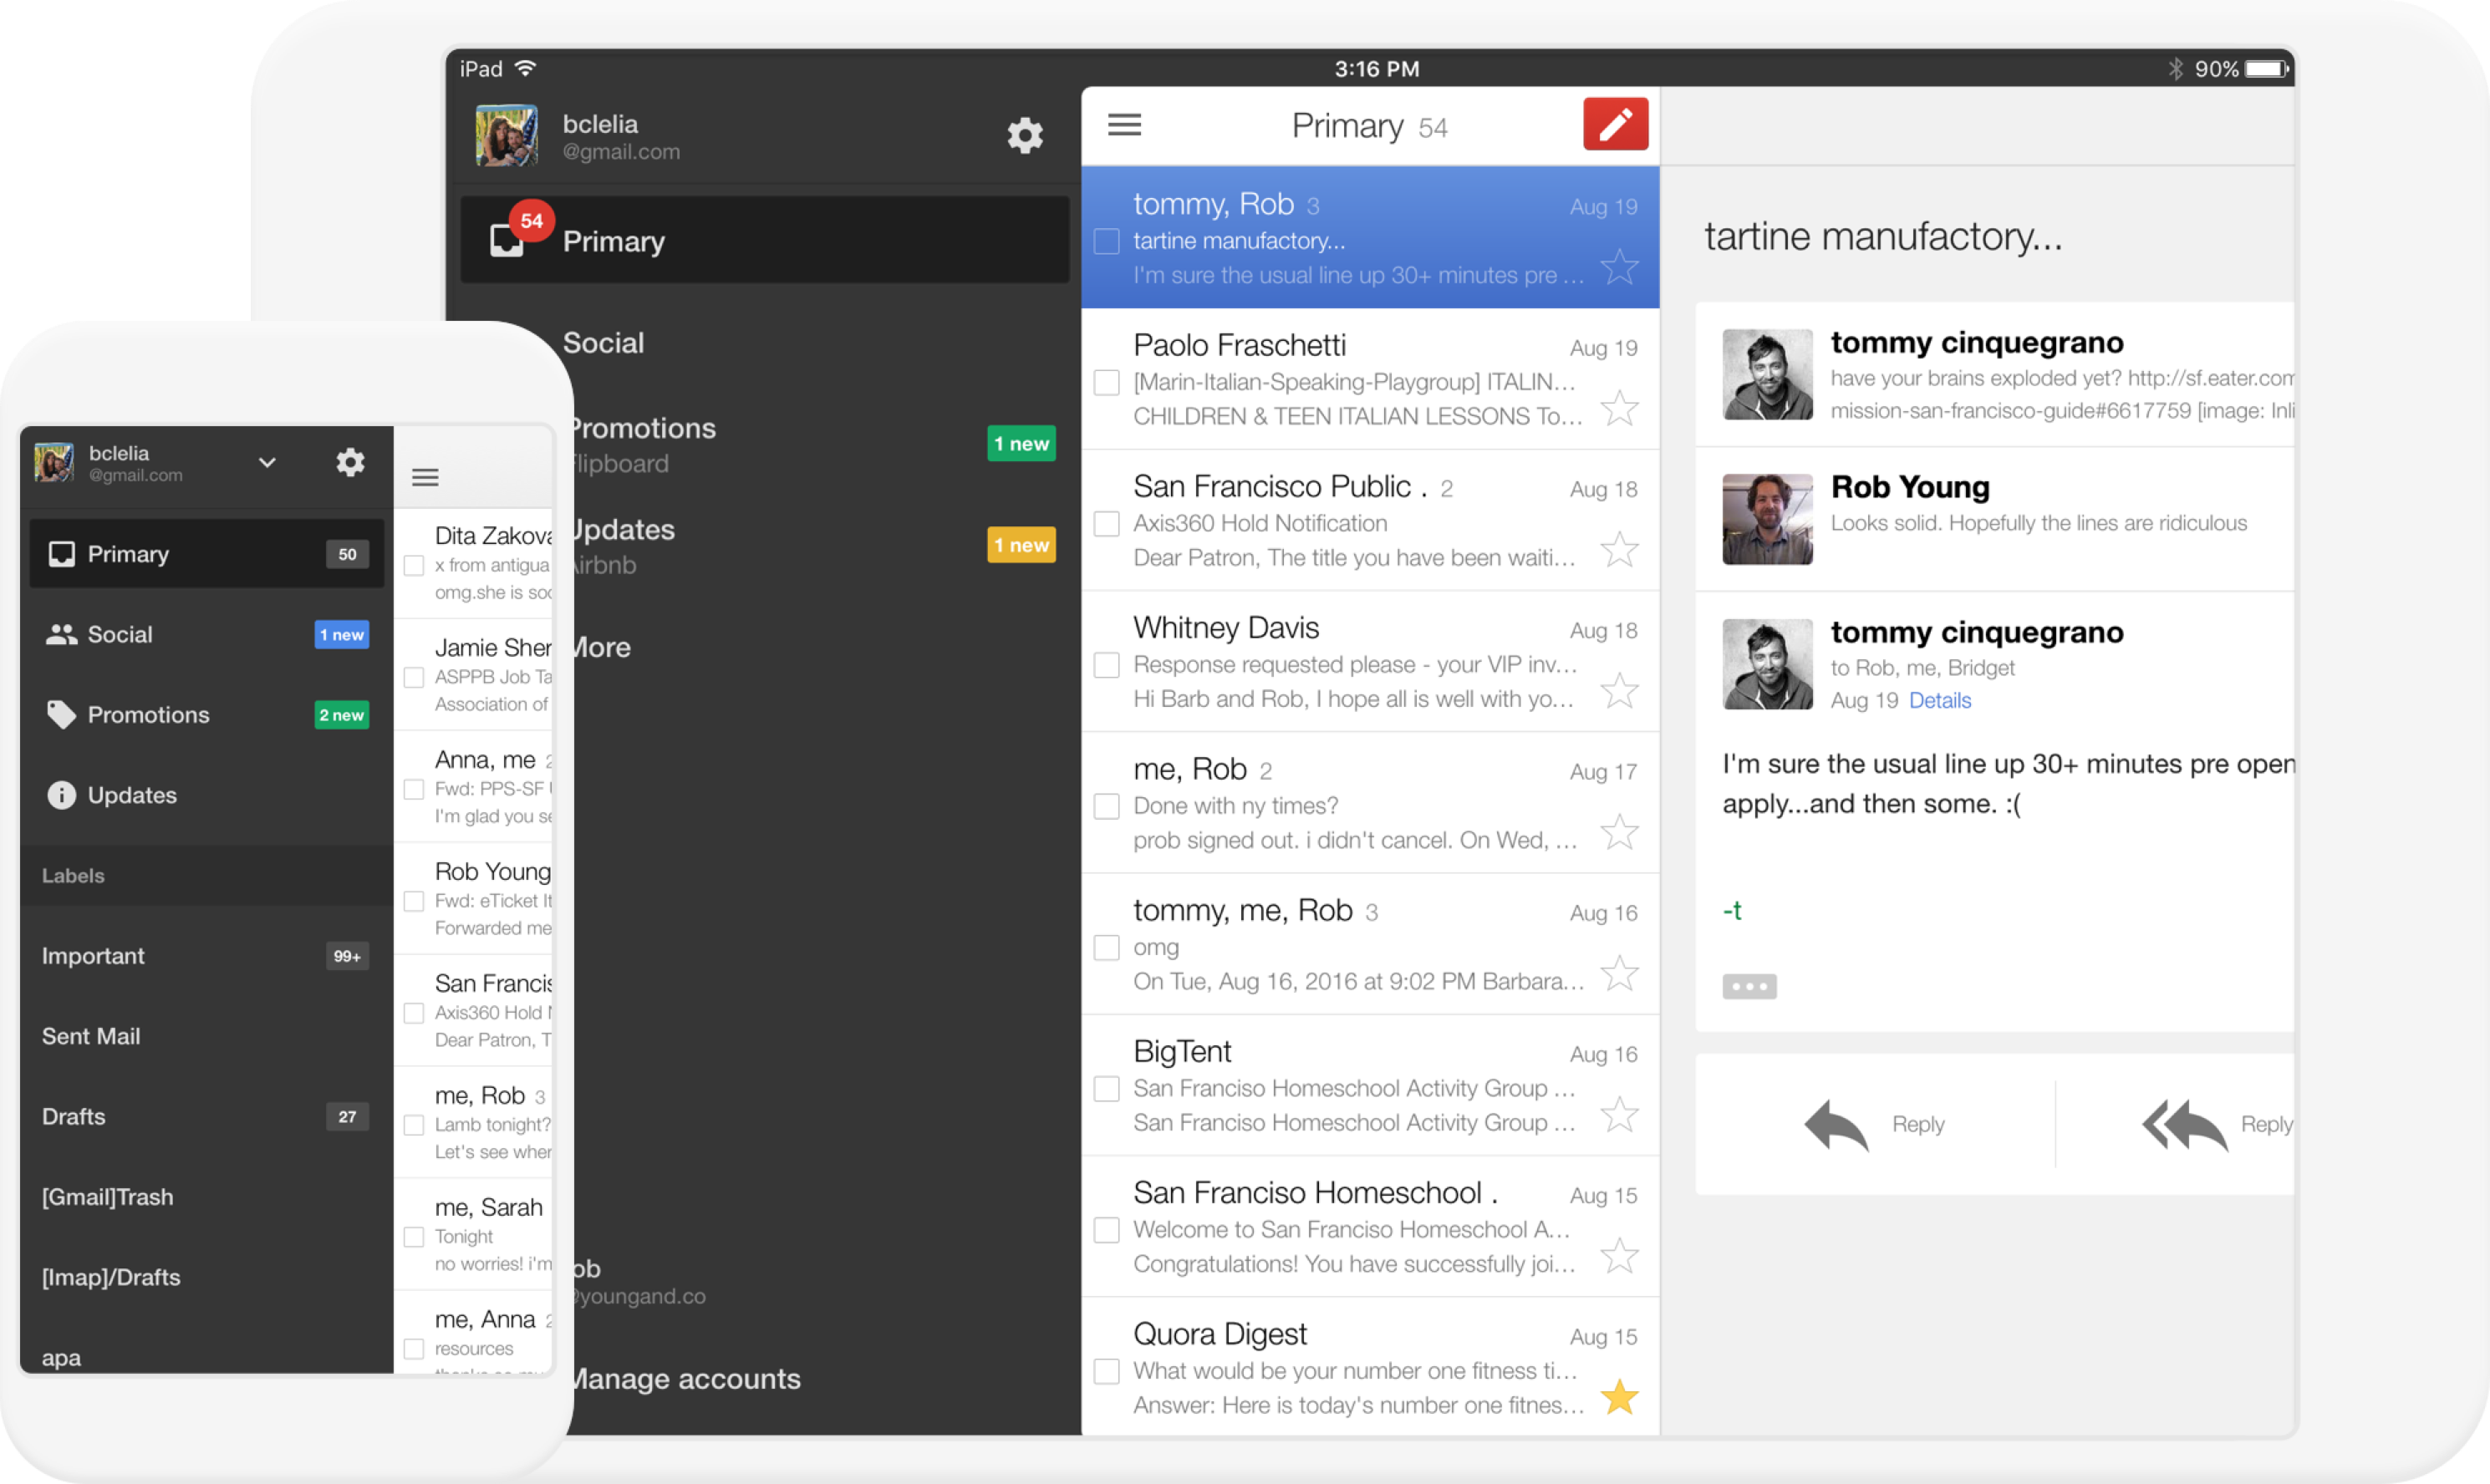 iPad
3:16 PM
90%
bclelia
@gmail.com
54
Primary
Social
Promotions
Flipboard
1 new
Updates
Airbnb
1 new
More
@youngand.co
Manage accounts
Primary 54
tommy, Rob 3
Aug 19
tartine manufactory...
I'm sure the usual line up 30+ minutes pre ...
Paolo Fraschetti
Aug 19
[Marin-Italian-Speaking-Playgroup] ITALIN...
CHILDREN & TEEN ITALIAN LESSONS To...
San Francisco Public . 2
Aug 18
Axis360 Hold Notification
Dear Patron, The title you have been waiti...
Whitney Davis
Aug 18
Response requested please - your VIP inv...
Hi Barb and Rob, I hope all is well with yo...
me, Rob 2
Aug 17
Done with ny times?
prob signed out. i didn't cancel. On Wed, ...
tommy, me, Rob 3
Aug 16
omg
On Tue, Aug 16, 2016 at 9:02 PM Barbara...
BigTent
Aug 16
San Franciso Homeschool Activity Group ...
San Franciso Homeschool Activity Group ...
San Franciso Homeschool .
Aug 15
Welcome to San Franciso Homeschool A...
Congratulations! You have successfully joi...
Quora Digest
Aug 15
What would be your number one fitness ti...
Answer: Here is today's number one fitnes...
tartine manufactory...
tommy cinquegrano
have your brains exploded yet? http://sf.eater.com
mission-san-francisco-guide#6617759 [image: Inli
Rob Young
Looks solid. Hopefully the lines are ridiculous
tommy cinquegrano
to Rob, me, Bridget
Aug 19 Details
I'm sure the usual line up 30+ minutes pre open
apply...and then some. :(
-t
Reply
Reply
bclelia
@gmail.com
Primary
50
Social
1 new
Promotions
2 new
Updates
Labels
Important
99+
Sent Mail
Drafts
27
[Gmail]Trash
[Imap]/Drafts
apa
Dita Zakova
x from antigua
omg.she is soo
Jamie Sher
ASPPB Job Ta
Association of
Anna, me 2
Fwd: PPS-SF
I'm glad you se
Rob Young
Fwd: eTicket It
Forwarded me
San Francis
Axis360 Hold
Dear Patron, T
me, Rob 3
Lamb tonight?
Let's see wher
me, Sarah
Tonight
no worries! i'm
me, Anna 2
resources